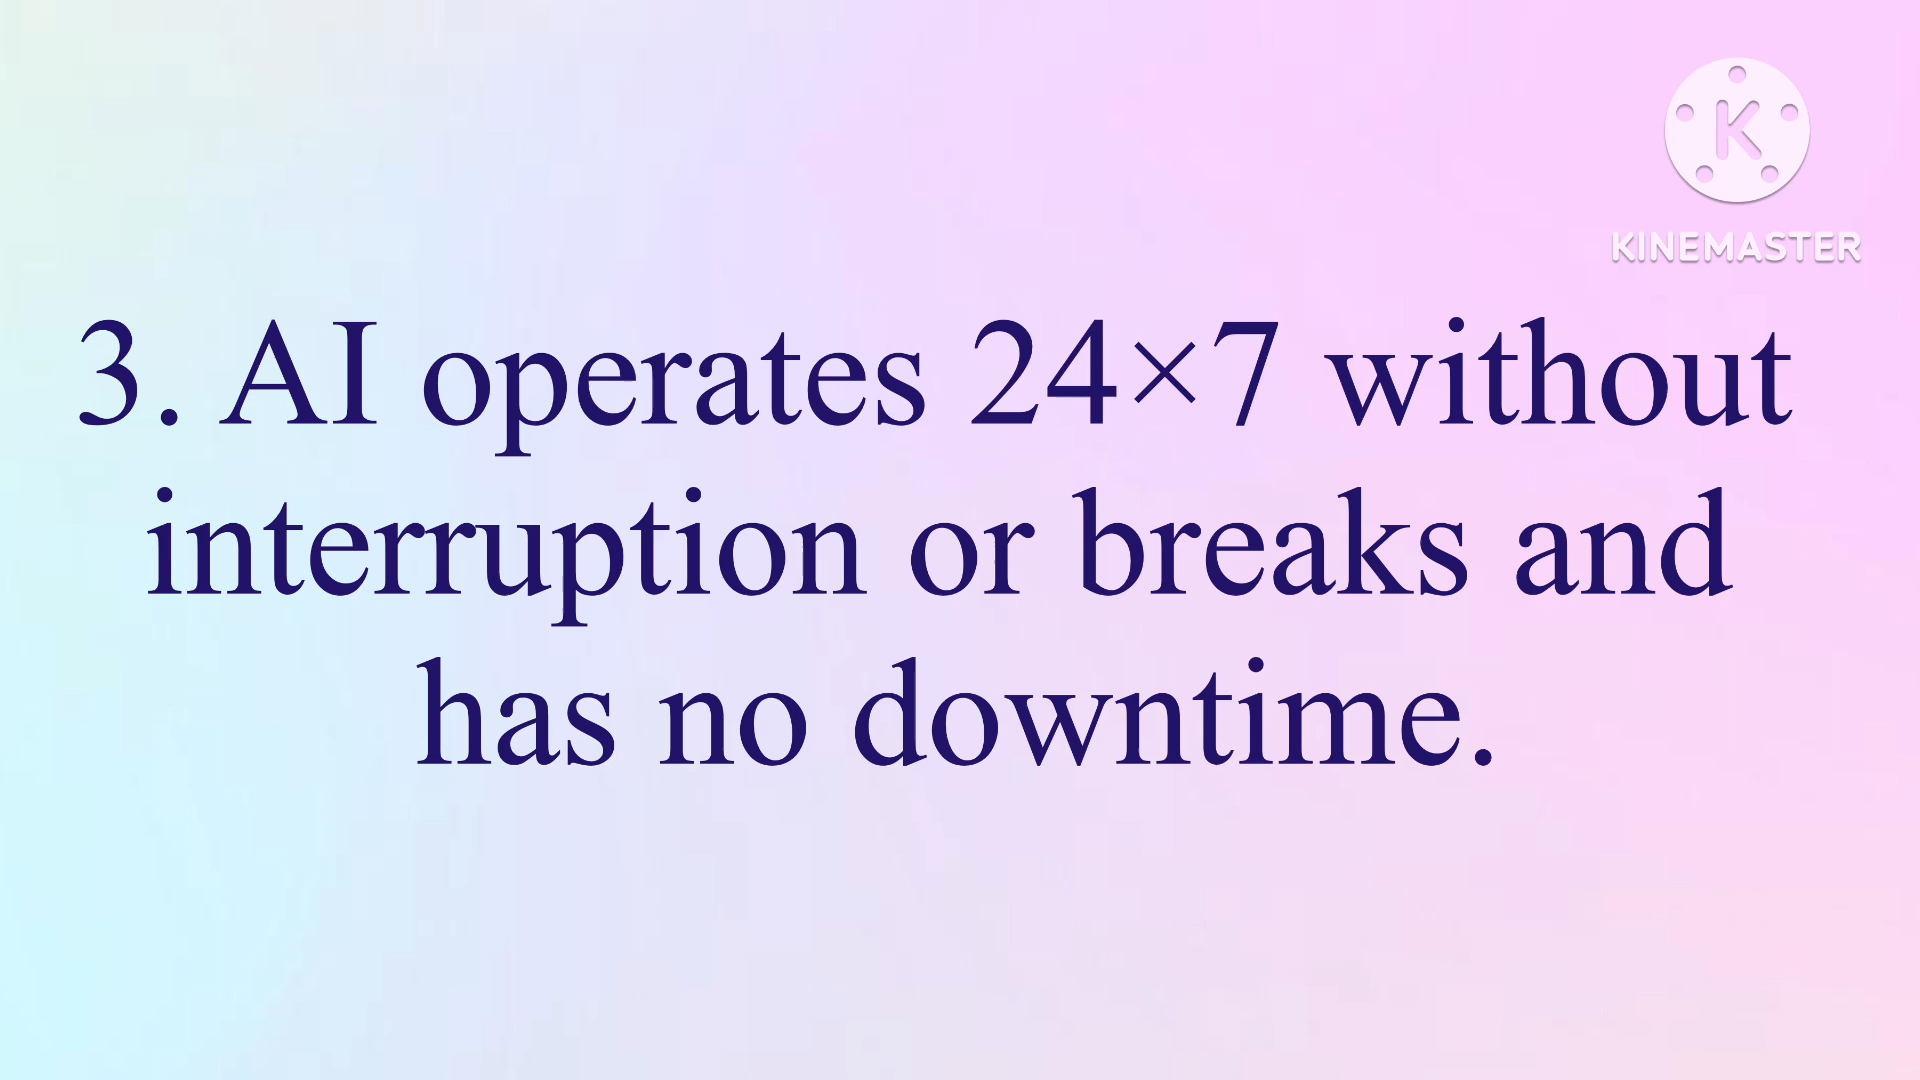 K
KINEMASTER
3. AI operates 24×7 without
interruption or breaks and
has no downtime.